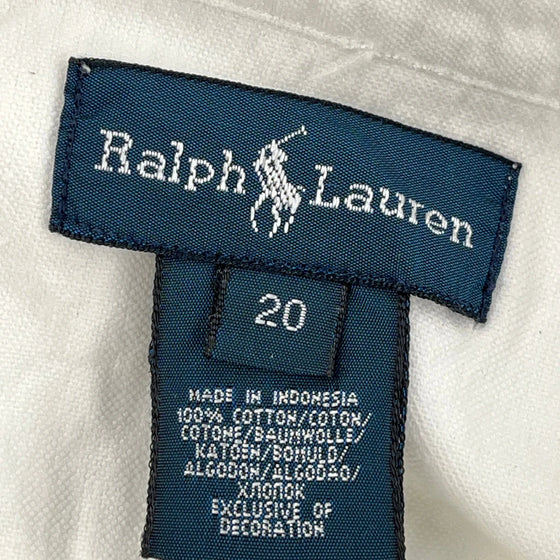 Ralph Lauren
20
MADE IN INDONESIA
100% COTTON/COTON/
COTONE/BAUMWOLLE/
KATOEN/BOMULD/
ALGODON/ALGODAO/
ХЛОПОК
EXCLUSIVE OF
DECORATION